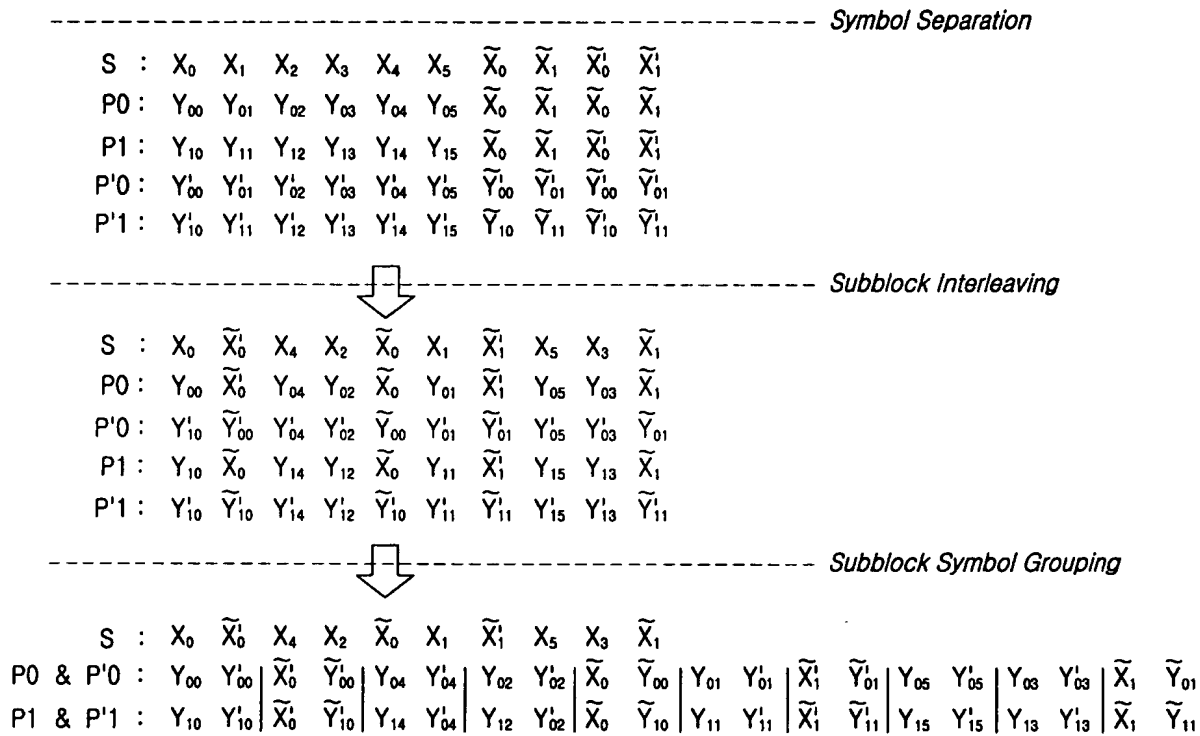 Symbol Separation
S : X₀ X₁ X₂ X₃ X₄ X₅ X̃₀ X̃₁ X̃'₀ X̃'₁
P0 : Y₀₀ Y₀₁ Y₀₂ Y₀₃ Y₀₄ Y₀₅ X̃₀ X̃₁ X̃₀ X̃₁
P1 : Y₁₀ Y₁₁ Y₁₂ Y₁₃ Y₁₄ Y₁₅ X̃₀ X̃₁ X̃'₀ X̃'₁
P'0 : Y'₀₀ Y'₀₁ Y'₀₂ Y'₀₃ Y'₀₄ Y'₀₅ Ỹ'₀₀ Ỹ'₀₁ Ỹ'₀₀ Ỹ'₀₁
P'1 : Y'₁₀ Y'₁₁ Y'₁₂ Y'₁₃ Y'₁₄ Y'₁₅ Ỹ₁₀ Ỹ₁₁ Ỹ'₁₀ Ỹ'₁₁
Subblock Interleaving
S : X₀ X̃'₀ X₄ X₂ X̃₀ X₁ X̃'₁ X₅ X₃ X̃₁
P0 : Y₀₀ X̃'₀ Y₀₄ Y₀₂ X̃₀ Y₀₁ X̃'₁ Y₀₅ Y₀₃ X̃₁
P'0 : Y'₁₀ Ỹ'₀₀ Y'₀₄ Y'₀₂ Ỹ₀₀ Y'₀₁ Ỹ'₀₁ Y'₀₅ Y'₀₃ Ỹ₀₁
P1 : Y₁₀ X̃₀ Y₁₄ Y₁₂ X̃₀ Y₁₁ X̃'₁ Y₁₅ Y₁₃ X̃₁
P'1 : Y'₁₀ Ỹ'₁₀ Y'₁₄ Y'₁₂ Ỹ'₁₀ Y'₁₁ Ỹ'₁₁ Y'₁₅ Y'₁₃ Ỹ'₁₁
Subblock Symbol Grouping
S : X₀ X̃'₀ X₄ X₂ X̃₀ X₁ X̃'₁ X₅ X₃ X̃₁
P0 & P'0 : Y₀₀ Y'₀₀ | X̃'₀ Ỹ'₀₀ | Y₀₄ Y'₀₄ | Y₀₂ Y'₀₂ | X̃₀ Ỹ₀₀ | Y₀₁ Y'₀₁ | X̃'₁ Ỹ'₀₁ | Y₀₅ Y'₀₅ | Y₀₃ Y'₀₃ | X̃₁ Ỹ₀₁
P1 & P'1 : Y₁₀ Y'₁₀ | X̃'₀ Ỹ'₁₀ | Y₁₄ Y'₀₄ | Y₁₂ Y'₀₂ | X̃₀ Ỹ₁₀ | Y₁₁ Y'₁₁ | X̃'₁ Ỹ'₁₁ | Y₁₅ Y'₁₅ | Y₁₃ Y'₁₃ | X̃₁ Ỹ₁₁